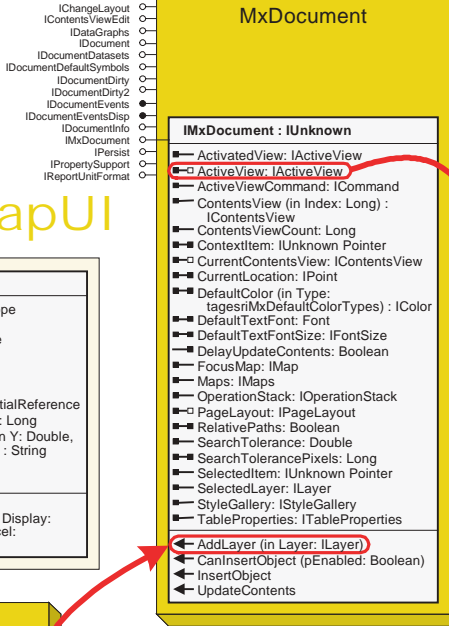 IChangeLayout
IContentsViewEdit
IDataGraphs
IDocument
IDocumentDatasets
IDocumentDefaultSymbols
IDocumentDirty
IDocumentDirty2
IDocumentEvents
IDocumentEventsDisp
IDocumentInfo
IMxDocument
IPersist
IPropertySupport
IReportUnitFormat
apUI
pe
tialReference
: Long
n Y: Double,
: String
Display:
cel:
MxDocument
IMxDocument : IUnknown
ActivatedView: IActiveView
ActiveView: IActiveView
ActiveViewCommand: ICommand
ContentsView (in Index: Long) :
IContentsView
ContentsViewCount: Long
ContextItem: IUnknown Pointer
CurrentContentsView: IContentsView
CurrentLocation: IPoint
DefaultColor (in Type:
tagesriMxDefaultColorTypes) : IColor
DefaultTextFont: Font
DefaultTextFontSize: IFontSize
DelayUpdateContents: Boolean
FocusMap: IMap
Maps: IMaps
OperationStack: IOperationStack
PageLayout: IPageLayout
RelativePaths: Boolean
SearchTolerance: Double
SearchTolerancePixels: Long
SelectedItem: IUnknown Pointer
SelectedLayer: ILayer
StyleGallery: IStyleGallery
TableProperties: ITableProperties
AddLayer (in Layer: ILayer)
CanInsertObject (pEnabled: Boolean)
InsertObject
UpdateContents